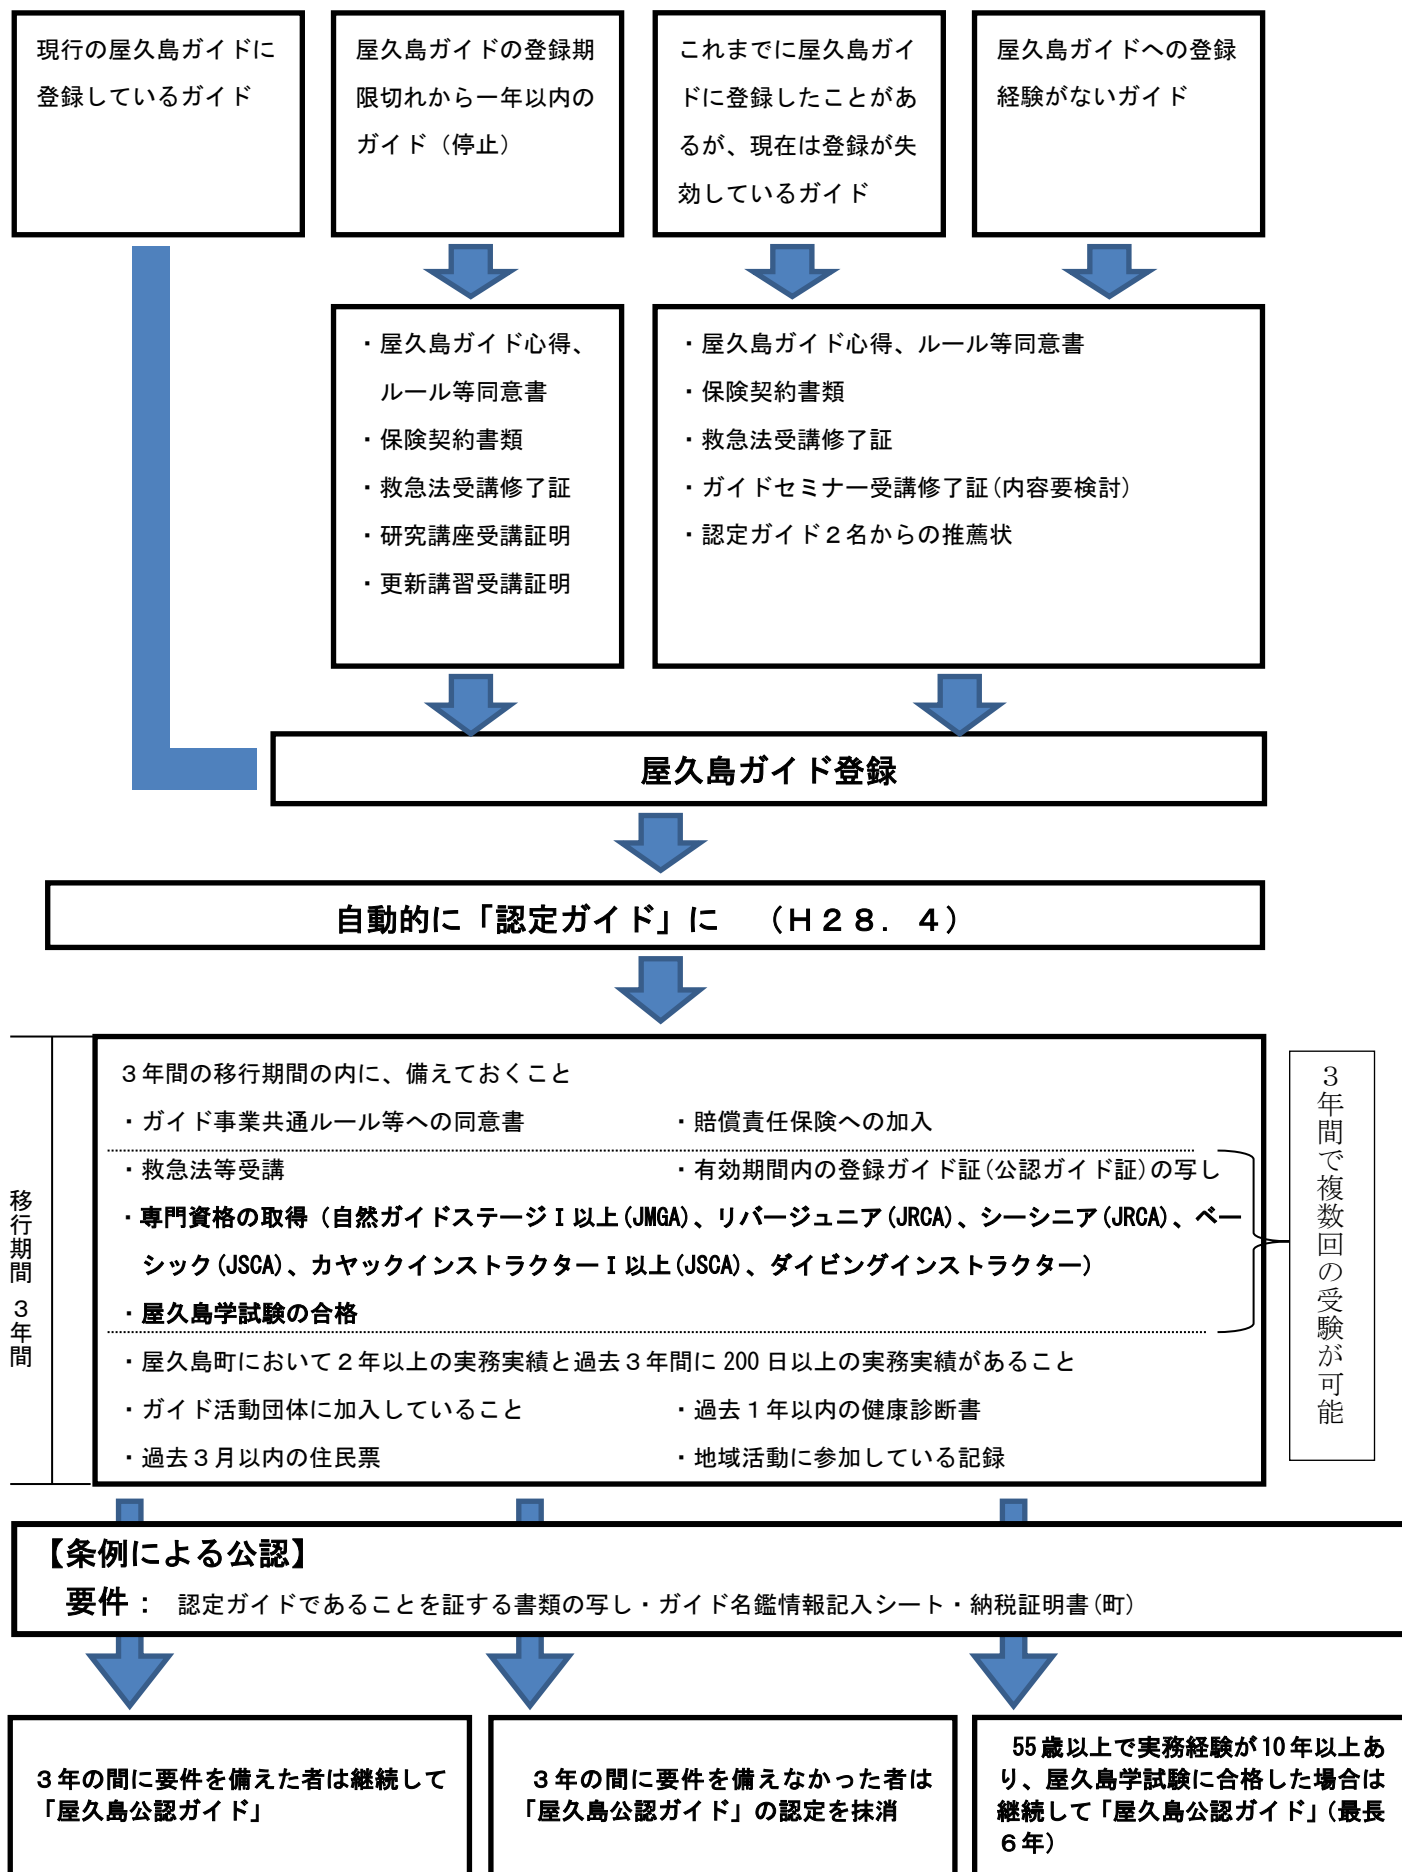 現行の屋久島ガイドに
登録しているガイド
屋久島ガイドの登録期
限切れから一年以内の
ガイド（停止）
これまでに屋久島ガイ
ドに登録したことがあ
るが、現在は登録が失
効しているガイド
屋久島ガイドへの登録
経験がないガイド
・屋久島ガイド心得、
ルール等同意書
・保険契約書類
・救急法受講修了証
・研究講座受講証明
・更新講習受講証明
・屋久島ガイド心得、ルール等同意書
・保険契約書類
・救急法受講修了証
・ガイドセミナー受講修了証(内容要検討)
・認定ガイド２名からの推薦状
屋久島ガイド登録
自動的に「認定ガイド」に　（Ｈ２８．４）
移行期間 ３年間
３年間の移行期間の内に、備えておくこと
・ガイド事業共通ルール等への同意書　・賠償責任保険への加入
・救急法等受講　・有効期間内の登録ガイド証(公認ガイド証)の写し
・専門資格の取得（自然ガイドステージⅠ以上(JMGA)、リバージュニア(JRCA)、シーシニア(JRCA)、ベー
シック(JSCA)、カヤックインストラクターⅠ以上(JSCA)、ダイビングインストラクター）
・屋久島学試験の合格
・屋久島町において２年以上の実務実績と過去３年間に200日以上の実務実績があること
・ガイド活動団体に加入していること　・過去１年以内の健康診断書
・過去３月以内の住民票　・地域活動に参加している記録
３年間で複数回の受験が可能
【条例による公認】
要件： 認定ガイドであることを証する書類の写し・ガイド名鑑情報記入シート・納税証明書(町)
３年の間に要件を備えた者は継続して
「屋久島公認ガイド」
３年の間に要件を備えなかった者は
「屋久島公認ガイド」の認定を抹消
55歳以上で実務経験が10年以上あ
り、屋久島学試験に合格した場合は
継続して「屋久島公認ガイド」(最長
６年)